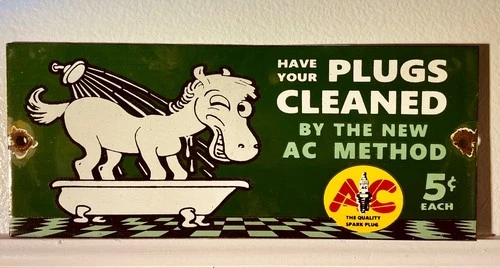 HAVE
YOUR PLUGS
CLEANED
BY THE NEW
AC METHOD
5¢
EACH
AC
THE QUALITY
SPARK PLUG